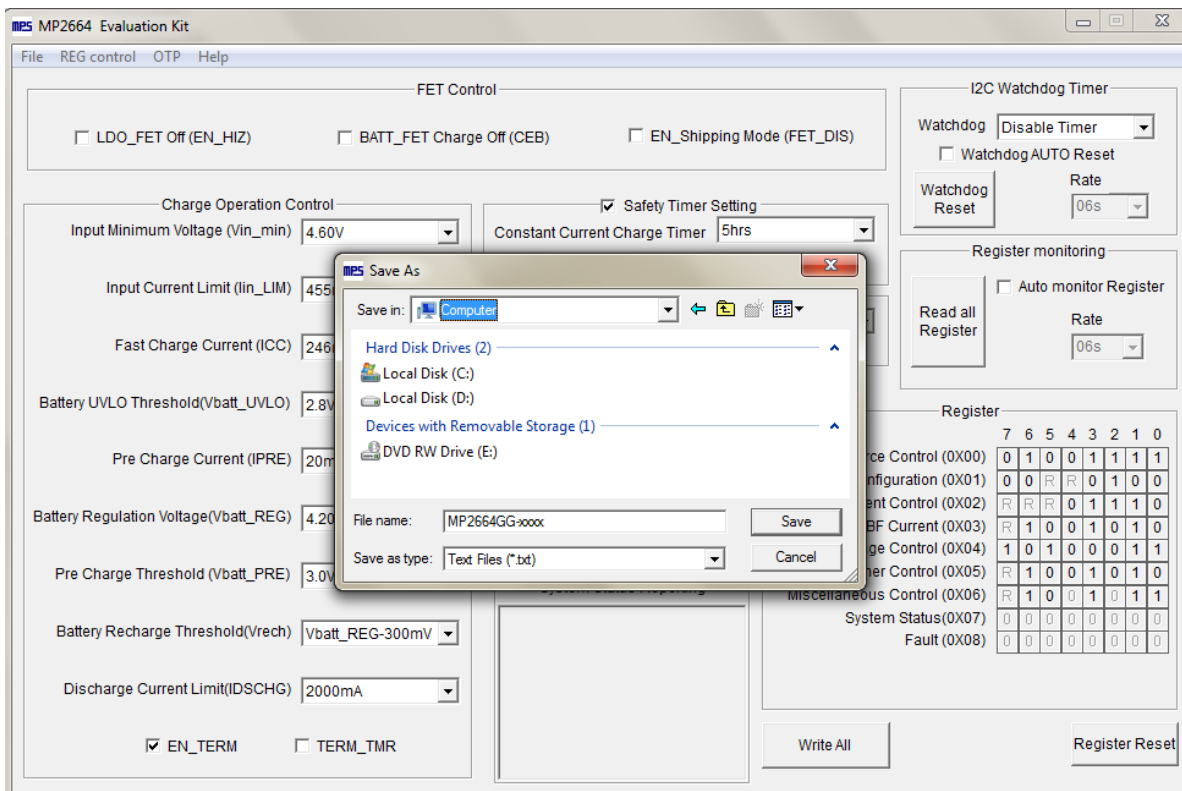 mps MP2664 Evaluation Kit
File REG control OTP Help
FET Control
LDO_FET Off (EN_HIZ)
BATT_FET Charge Off (CEB)
EN_Shipping Mode (FET_DIS)
I2C Watchdog Timer
Watchdog Disable Timer
Watchdog AUTO Reset
Watchdog Reset
Rate
06s
Charge Operation Control
Input Minimum Voltage (Vin_min) 4.60V
Input Current Limit (Iin_LIM) 455
Fast Charge Current (ICC) 246
Battery UVLO Threshold(Vbatt_UVLO) 2.8V
Pre Charge Current (IPRE) 20m
Battery Regulation Voltage(Vbatt_REG) 4.20
Pre Charge Threshold (Vbatt_PRE) 3.0V
Battery Recharge Threshold(Vrech) Vbatt_REG-300mV
Discharge Current Limit(IDSCHG) 2000mA
EN_TERM TERM_TMR
Safety Timer Setting
Constant Current Charge Timer 5hrs
mps Save As
Save in: Computer
Hard Disk Drives (2)
Local Disk (C:)
Local Disk (D:)
Devices with Removable Storage (1)
DVD RW Drive (E:)
File name: MP2664GG-xxxx Save
Save as type: Text Files (*.txt) Cancel
Register monitoring
Auto monitor Register
Read all Register
Rate
06s
Register
7 6 5 4 3 2 1 0
rce Control (0X00) 0 1 0 0 1 1 1 1
nfiguration (0X01) 0 0 R R 0 1 0 0
ent Control (0X02) R R R 0 1 1 1 0
BF Current (0X03) R 1 0 0 1 0 1 0
ge Control (0X04) 1 0 1 0 0 0 1 1
ner Control (0X05) R 1 0 0 1 0 1 0
Miscellaneous Control (0X06) R 1 0 0 1 0 1 1
System Status(0X07) 0 0 0 0 0 0 0 0
Fault (0X08) 0 0 0 0 0 0 0 0
Write All
Register Reset